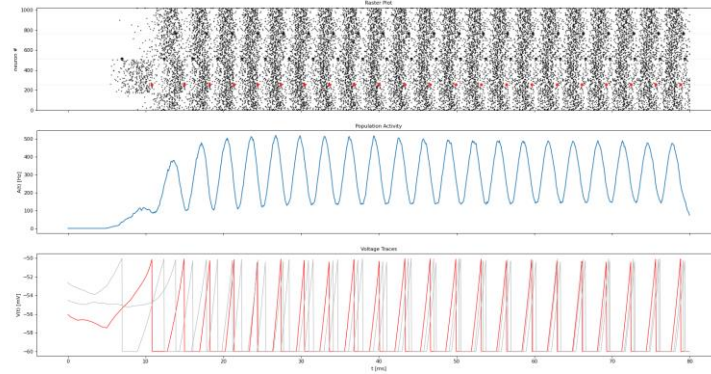 Raster Plot
1000
800
600
400
200
0
neuron #
Population Activity
500
400
300
200
100
0
A(t) [Hz]
Voltage Traces
-50
-52
-54
-56
-58
-60
V(t) [mV]
0 10 20 30 40 50 60 70 80
t [ms]